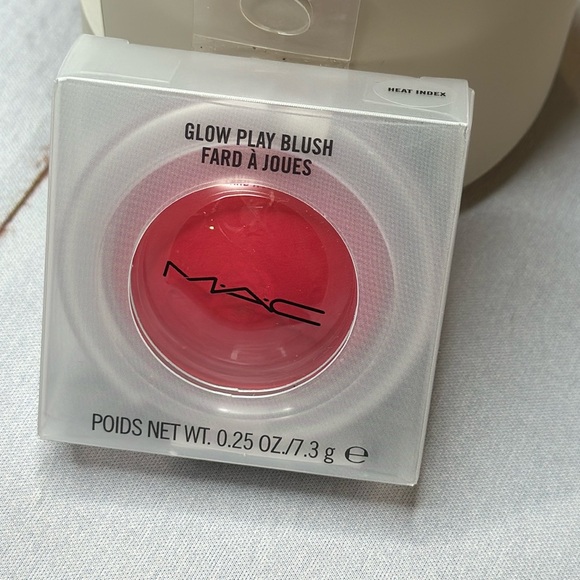 HEAT INDEX
GLOW PLAY BLUSH
FARD À JOUES
MAC
POIDS NET WT. 0.25 OZ./7.3 g ℮